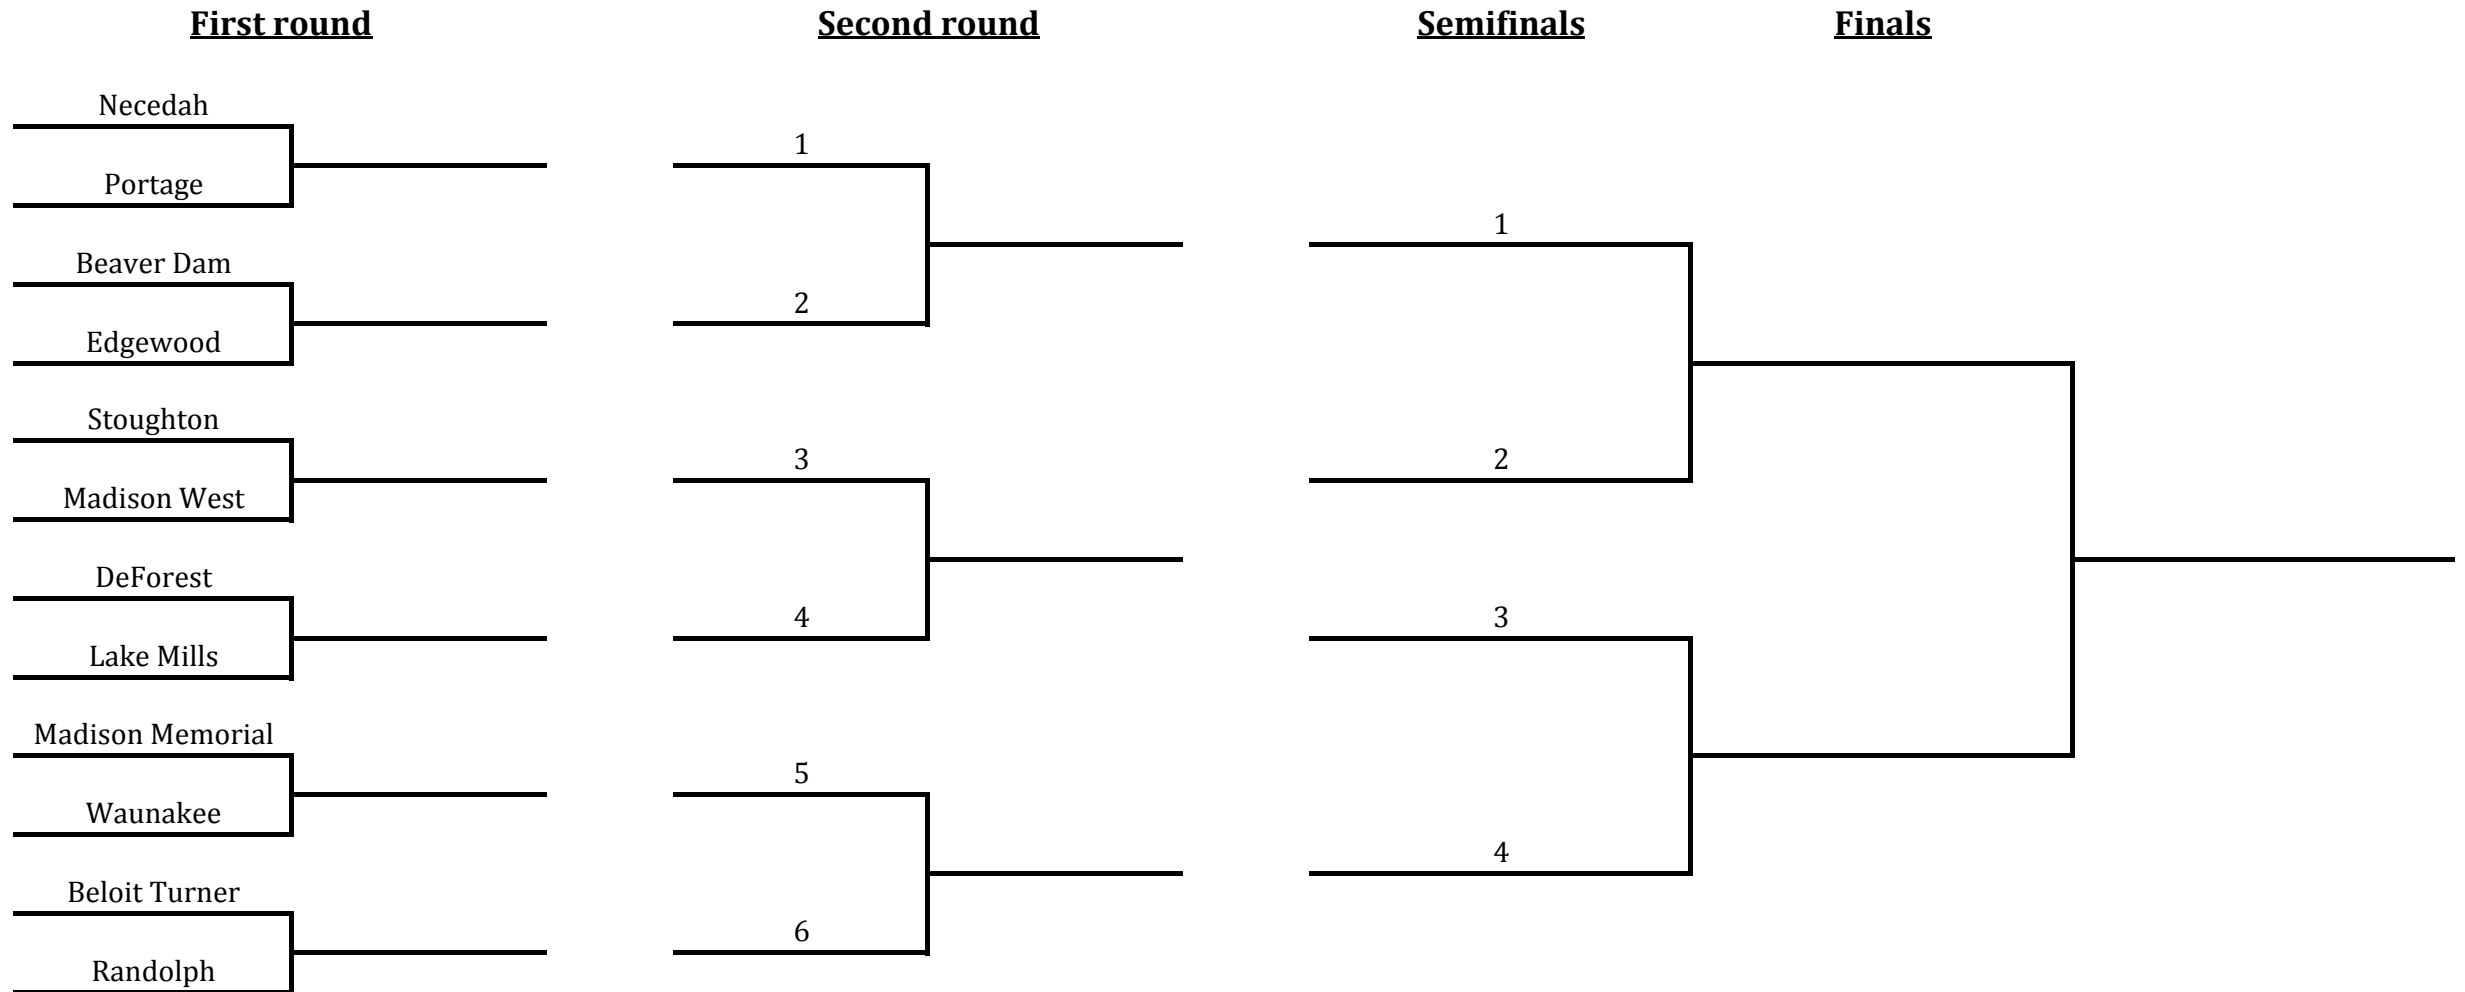 First round
Second round
Semifinals
Finals
Necedah
Portage
Beaver Dam
Edgewood
Stoughton
Madison West
DeForest
Lake Mills
Madison Memorial
Waunakee
Beloit Turner
Randolph
1
2
3
4
5
6
1
2
3
4